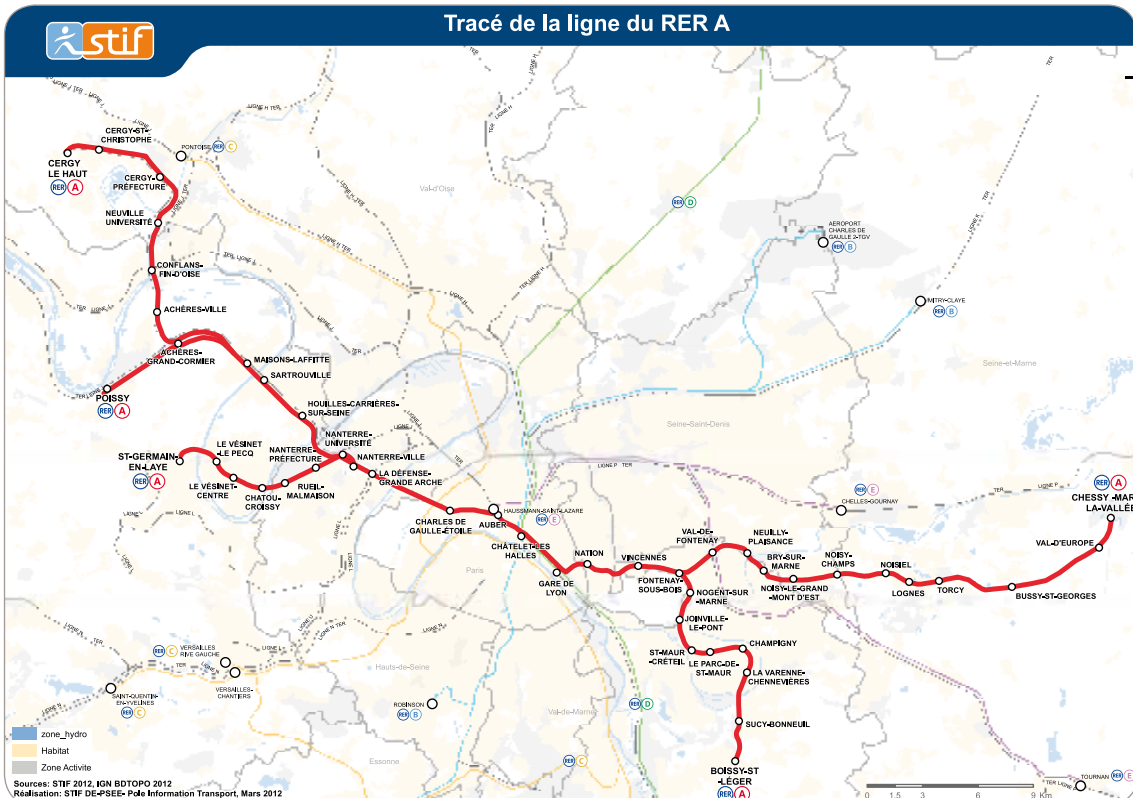 Tracé de la ligne du RER A
stif
CERGY-ST-
CHRISTOPHE
CERGY
LE HAUT
RER A
PONTOISE
RER C
CERGY-
PRÉFECTURE
NEUVILLE
UNIVERSITÉ
CONFLANS-
FIN-D'OISE
ACHÈRES-VILLE
ACHÈRES-
GRAND-CORMIER
POISSY
RER A
MAISONS-LAFFITTE
SARTROUVILLE
HOUILLES-CARRIÈRES
-SUR-SEINE
NANTERRE-
UNIVERSITÉ
NANTERRE-
PRÉFECTURE
NANTERRE-VILLE
LA DÉFENSE-
GRANDE ARCHE
ST-GERMAIN-
EN-LAYE
RER A
LE VÉSINET
-LE PECQ
LE VÉSINET-
CENTRE
CHATOU-
CROISSY
RUEIL-
MALMAISON
CHARLES DE
GAULLE-ÉTOILE
AUBER
HAUSSMANN-SAINT-LAZARE
RER E
CHÂTELET-LES
HALLES
GARE DE
LYON
NATION
VINCENNES
FONTENAY-
SOUS-BOIS
VAL-DE-
FONTENAY
NEUILLY-
PLAISANCE
BRY-SUR-
MARNE
NOISY-LE-GRAND
-MONT D'EST
NOISY-
CHAMPS
NOISIEL
LOGNES
TORCY
BUSSY-ST-GEORGES
VAL-D'EUROPE
RER A
CHESSY -MAR
LA-VALLÉE
NOGENT-SUR
-MARNE
JOINVILLE-
LE-PONT
ST-MAUR
-CRÉTEIL
LE PARC-DE-
ST-MAUR
CHAMPIGNY
LA VARENNE-
CHENNEVIÈRES
SUCY-BONNEUIL
BOISSY-ST
-LÉGER
RER A
RER D
AEROPORT
CHARLES DE
GAULLE 2-TGV
RER B
MITRY-CLAYE
RER B
RER E
CHELLES-GOURNAY
Val-d'Oise
Seine-et-Marne
Seine-Saint-Denis
Paris
Hauts-de-Seine
Val-de-Marne
Essonne
LIGNE H TER
LIGNE P TER
LIGNE P
LIGNE K
TER
RER C
VERSAILLES
RIVE GAUCHE
VERSAILLES-
CHANTIERS
SAINT-QUENTIN-
EN-YVELINES
RER C
ROBINSON
RER B
RER D
RER C
TOURNAN
RER E
zone_hydro
Habitat
Zone Activite
Sources: STIF 2012, IGN BDTOPO 2012
Réalisation: STIF DE-PSEE- Pole Information Transport, Mars 2012
0 1.5 3 6 9 Km